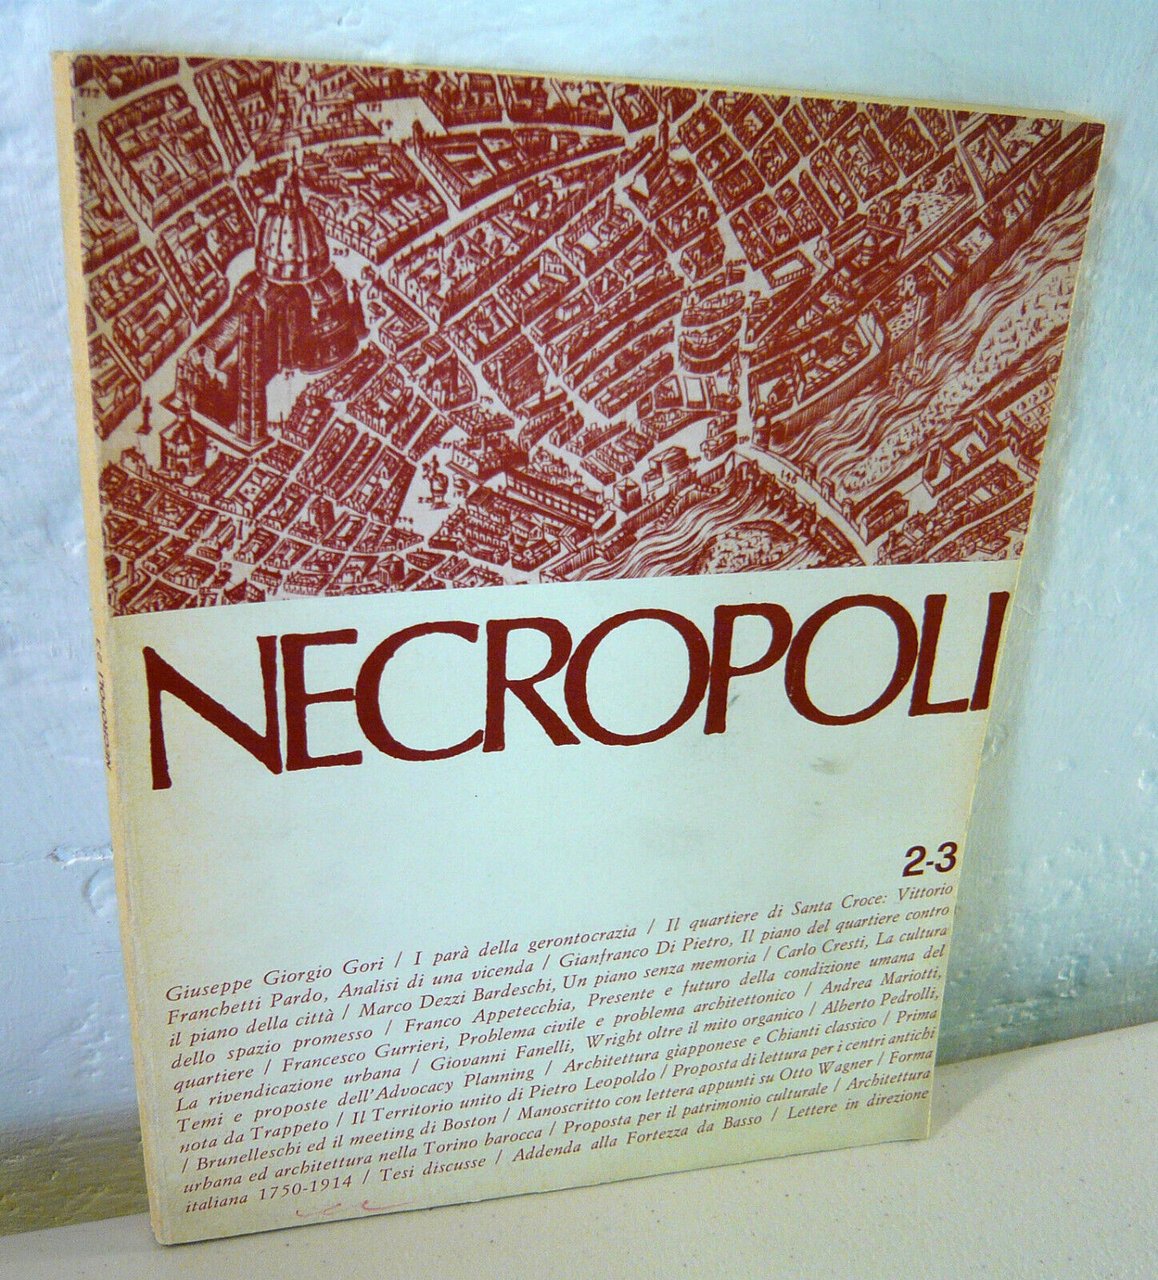 NECROPOLI
2-3
Giuseppe Giorgio Gori / I parà della gerontocrazia / Il quartiere di Santa Croce: Vittorio
Franchetti Pardo, Analisi di una vicenda / Gianfranco Di Pietro, Il piano del quartiere contro
il piano della città / Marco Dezzi Bardeschi, Un piano senza memoria / Carlo Cresti, La cultura
dello spazio promesso / Franco Appetecchia, Presente e futuro della condizione umana del
quartiere / Francesco Gurrieri, Problema civile e problema architettonico / Andrea Mariotti,
La rivendicazione urbana / Giovanni Fanelli, Wright oltre il mito organico / Alberto Pedrolli,
Temi e proposte dell'Advocacy Planning / Architettura giapponese e Chianti classico / Prima
nota da Trappeto / Il Territorio unito di Pietro Leopoldo / Proposta di lettura per i centri antichi
/ Brunelleschi ed il meeting di Boston / Manoscritto con lettera appunti su Otto Wagner / Forma
urbana ed architettura nella Torino barocca / Proposta per il patrimonio culturale / Architettura
italiana 1750-1914 / Tesi discusse / Addenda alla Fortezza da Basso / Lettere in direzione
NECROPOLI 2-3